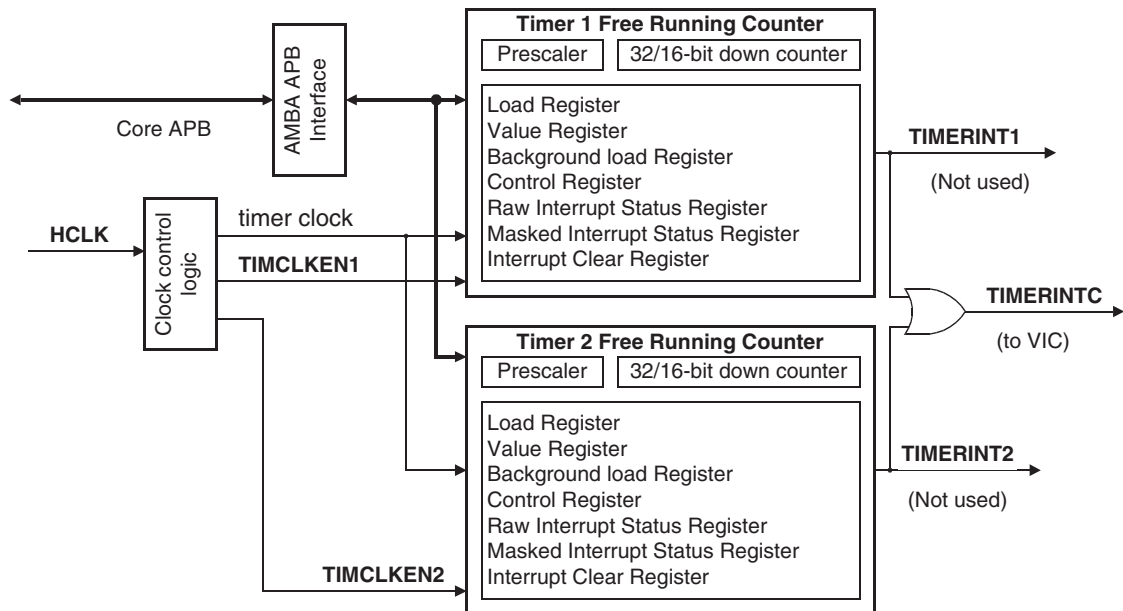 Timer 1 Free Running Counter
Prescaler
32/16-bit down counter
AMBA APB
Interface
Core APB
Load Register
Value Register
Background load Register
Control Register
Raw Interrupt Status Register
Masked Interrupt Status Register
Interrupt Clear Register
TIMERINT1
(Not used)
HCLK
Clock control
logic
timer clock
TIMCLKEN1
TIMERINTC
(to VIC)
Timer 2 Free Running Counter
Prescaler
32/16-bit down counter
Load Register
Value Register
Background load Register
Control Register
Raw Interrupt Status Register
Masked Interrupt Status Register
Interrupt Clear Register
TIMERINT2
(Not used)
TIMCLKEN2